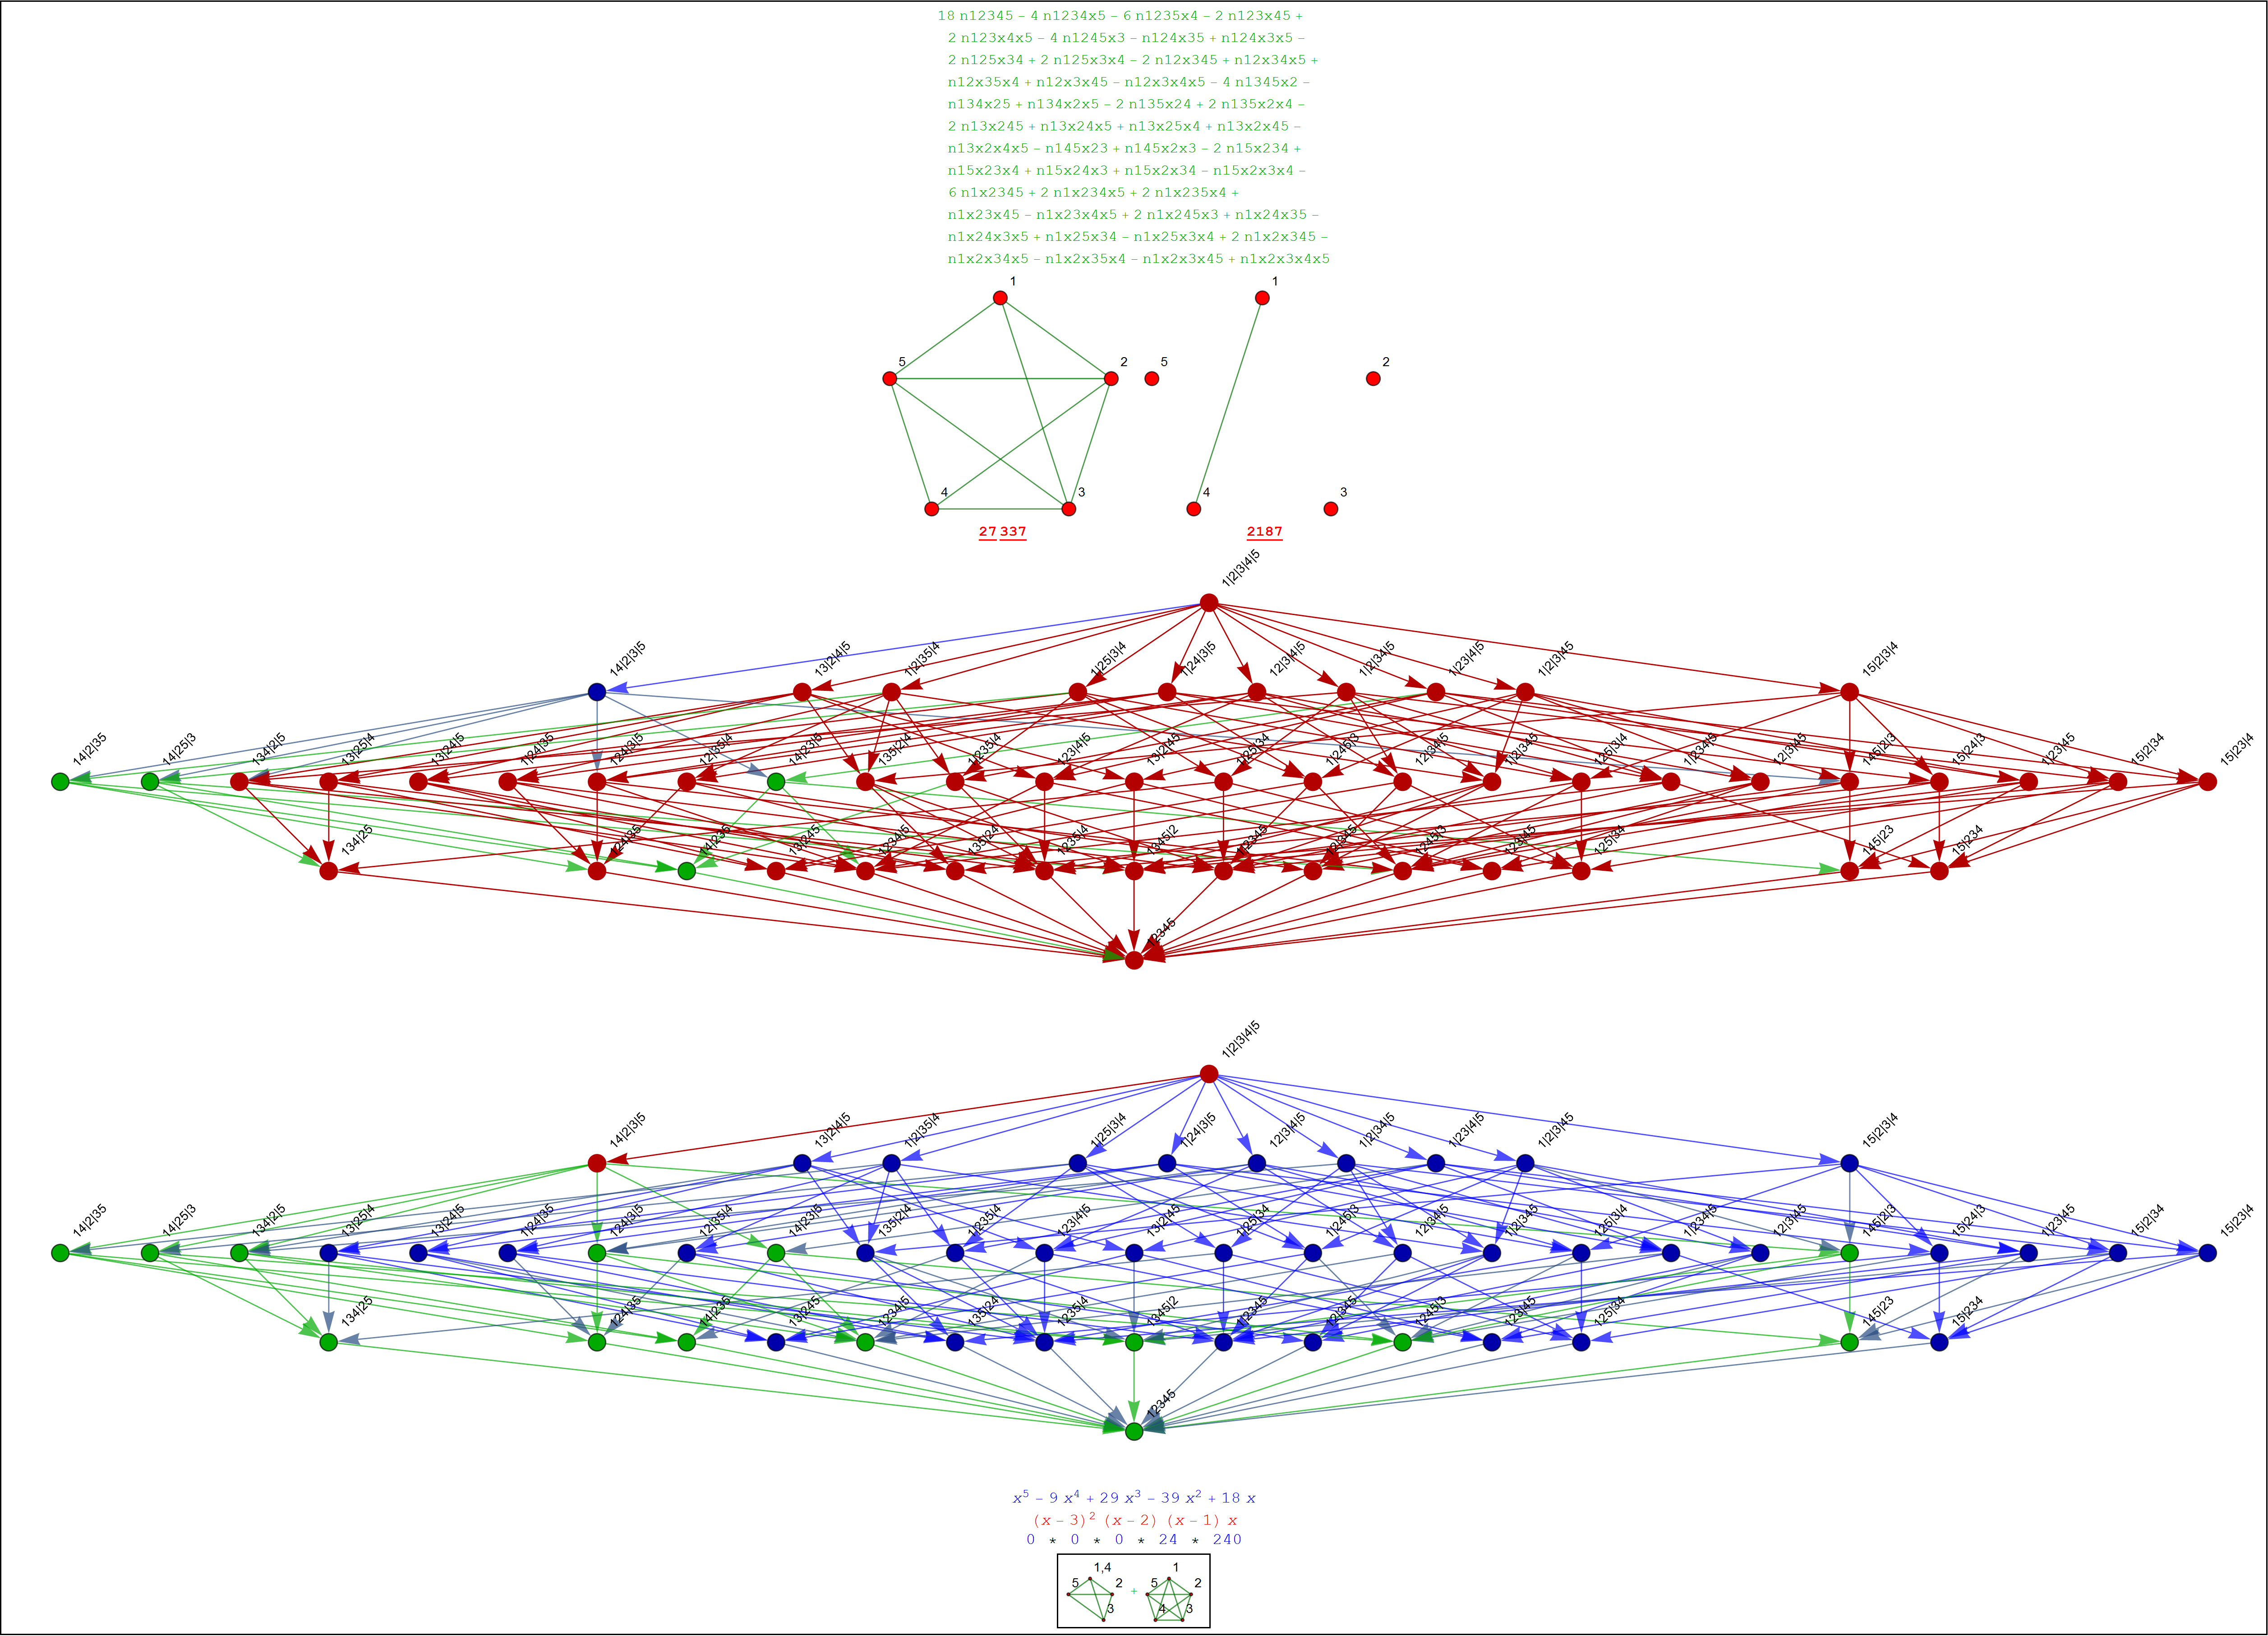 18 n12345 – 4 n1234x5 – 6 n1235x4 – 2 n123x45 +
2 n123x4x5 – 4 n1245x3 – n124x35 + n124x3x5 –
2 n125x34 + 2 n125x3x4 – 2 n12x345 + n12x34x5 +
n12x35x4 + n12x3x45 – n12x3x4x5 – 4 n1345x2 –
n134x25 + n134x2x5 – 2 n135x24 + 2 n135x2x4 –
2 n13x245 + n13x24x5 + n13x25x4 + n13x2x45 –
n13x2x4x5 – n145x23 + n145x2x3 – 2 n15x234 +
n15x23x4 + n15x24x3 + n15x2x34 – n15x2x3x4 –
6 n1x2345 + 2 n1x234x5 + 2 n1x235x4 +
n1x23x45 – n1x23x4x5 + 2 n1x245x3 + n1x24x35 –
n1x24x3x5 + n1x25x34 – n1x25x3x4 + 2 n1x2x345 –
n1x2x34x5 – n1x2x35x4 – n1x2x3x45 + n1x2x3x4x5
1 1
5 2 5 2
4 3 4 3
27 337 2187
1|2|3|4|5
14|2|3|5 13|2|4|5 1|2|35|4 1|25|3|4 1|24|3|5 12|3|4|5 1|2|34|5 1|23|4|5 1|2|3|45 15|2|3|4
14|2|35 14|25|3 134|2|5 13|25|4 13|24|5 1|24|35 124|3|5 12|35|4 14|23|5 135|2|4 1|235|4 123|4|5 13|2|45 1|25|34 1|245|3 12|34|5 1|2|345 125|3|4 1|234|5 12|3|45 145|2|3 15|24|3 1|23|45 15|2|34 15|23|4
134|25 124|35 14|235 13|245 1234|5 135|24 1235|4 1345|2 1|2345 12|345 1245|3 123|45 125|34 145|23 15|234
12345
1|2|3|4|5
14|2|3|5 13|2|4|5 1|2|35|4 1|25|3|4 1|24|3|5 12|3|4|5 1|2|34|5 1|23|4|5 1|2|3|45 15|2|3|4
14|2|35 14|25|3 134|2|5 13|25|4 13|24|5 1|24|35 124|3|5 12|35|4 14|23|5 135|2|4 1|235|4 123|4|5 13|2|45 1|25|34 1|245|3 12|34|5 1|2|345 125|3|4 1|234|5 12|3|45 145|2|3 15|24|3 1|23|45 15|2|34 15|23|4
134|25 124|35 14|235 13|245 1234|5 135|24 1235|4 1345|2 1|2345 12|345 1245|3 123|45 125|34 145|23 15|234
12345
x⁵ – 9 x⁴ + 29 x³ – 39 x² + 18 x
(x – 3)² (x – 2) (x – 1) x
0 * 0 * 0 * 24 * 240
1,4 1
5 2 + 5 2
3 4 3